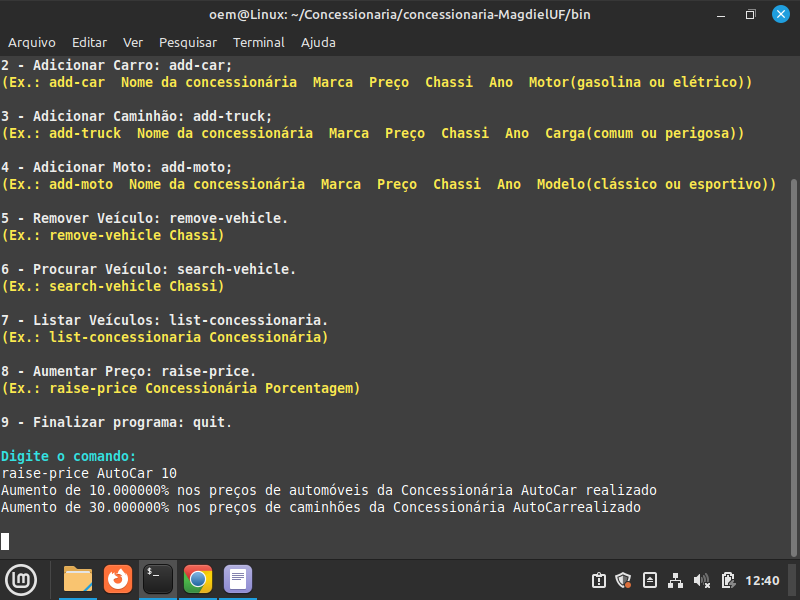 oem@Linux: ~/Concessionaria/concessionaria-MagdielUF/bin
Arquivo Editar Ver Pesquisar Terminal Ajuda
2 - Adicionar Carro: add-car;
(Ex.: add-car  Nome da concessionária  Marca  Preço  Chassi  Ano  Motor(gasolina ou elétrico))
3 - Adicionar Caminhão: add-truck;
(Ex.: add-truck  Nome da concessionária  Marca  Preço  Chassi  Ano  Carga(comum ou perigosa))
4 - Adicionar Moto: add-moto;
(Ex.: add-moto  Nome da concessionária  Marca  Preço  Chassi  Ano  Modelo(clássico ou esportivo))
5 - Remover Veículo: remove-vehicle.
(Ex.: remove-vehicle Chassi)
6 - Procurar Veículo: search-vehicle.
(Ex.: search-vehicle Chassi)
7 - Listar Veículos: list-concessionaria.
(Ex.: list-concessionaria Concessionária)
8 - Aumentar Preço: raise-price.
(Ex.: raise-price Concessionária Porcentagem)
9 - Finalizar programa: quit.
Digite o comando:
raise-price AutoCar 10
Aumento de 10.000000% nos preços de automóveis da Concessionária AutoCar realizado
Aumento de 30.000000% nos preços de caminhões da Concessionária AutoCarrealizado
$_
12:40